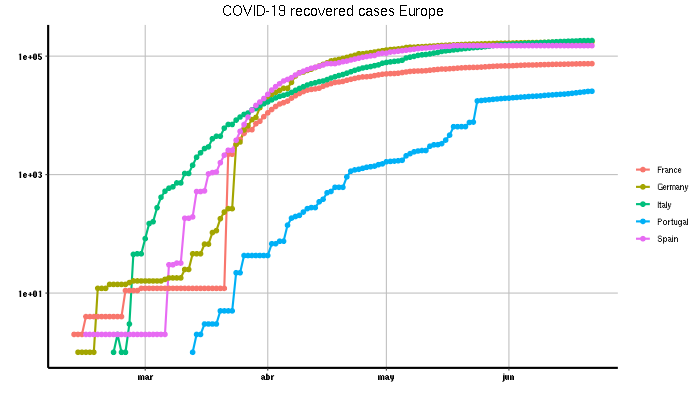 COVID-19 recovered cases Europe
1e+05
1e+03
1e+01
mar
abr
may
jun
France
Germany
Italy
Portugal
Spain